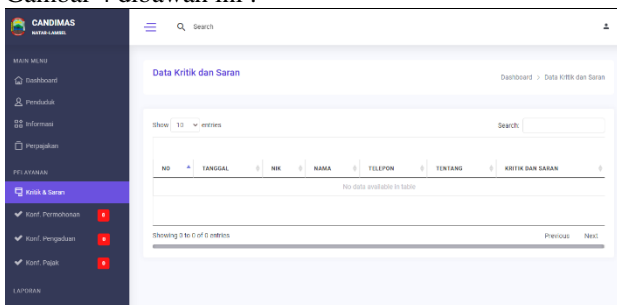 Gambar 4 dibawah ini :
CANDIMAS
NATAR-LAMSEL
Search
MAIN MENU
Dashboard
Penduduk
Informasi
Perpajakan
PELAYANAN
Kritik & Saran
Konf. Permohonan 0
Konf. Pengaduan 0
Konf. Pajak 0
LAPORAN
Data Kritik dan Saran
Dashboard > Data Kritik dan Saran
Show 10 entries
Search:
NO TANGGAL NIK NAMA TELEPON TENTANG KRITIK DAN SARAN
No data available in table
Showing 0 to 0 of 0 entries
Previous Next